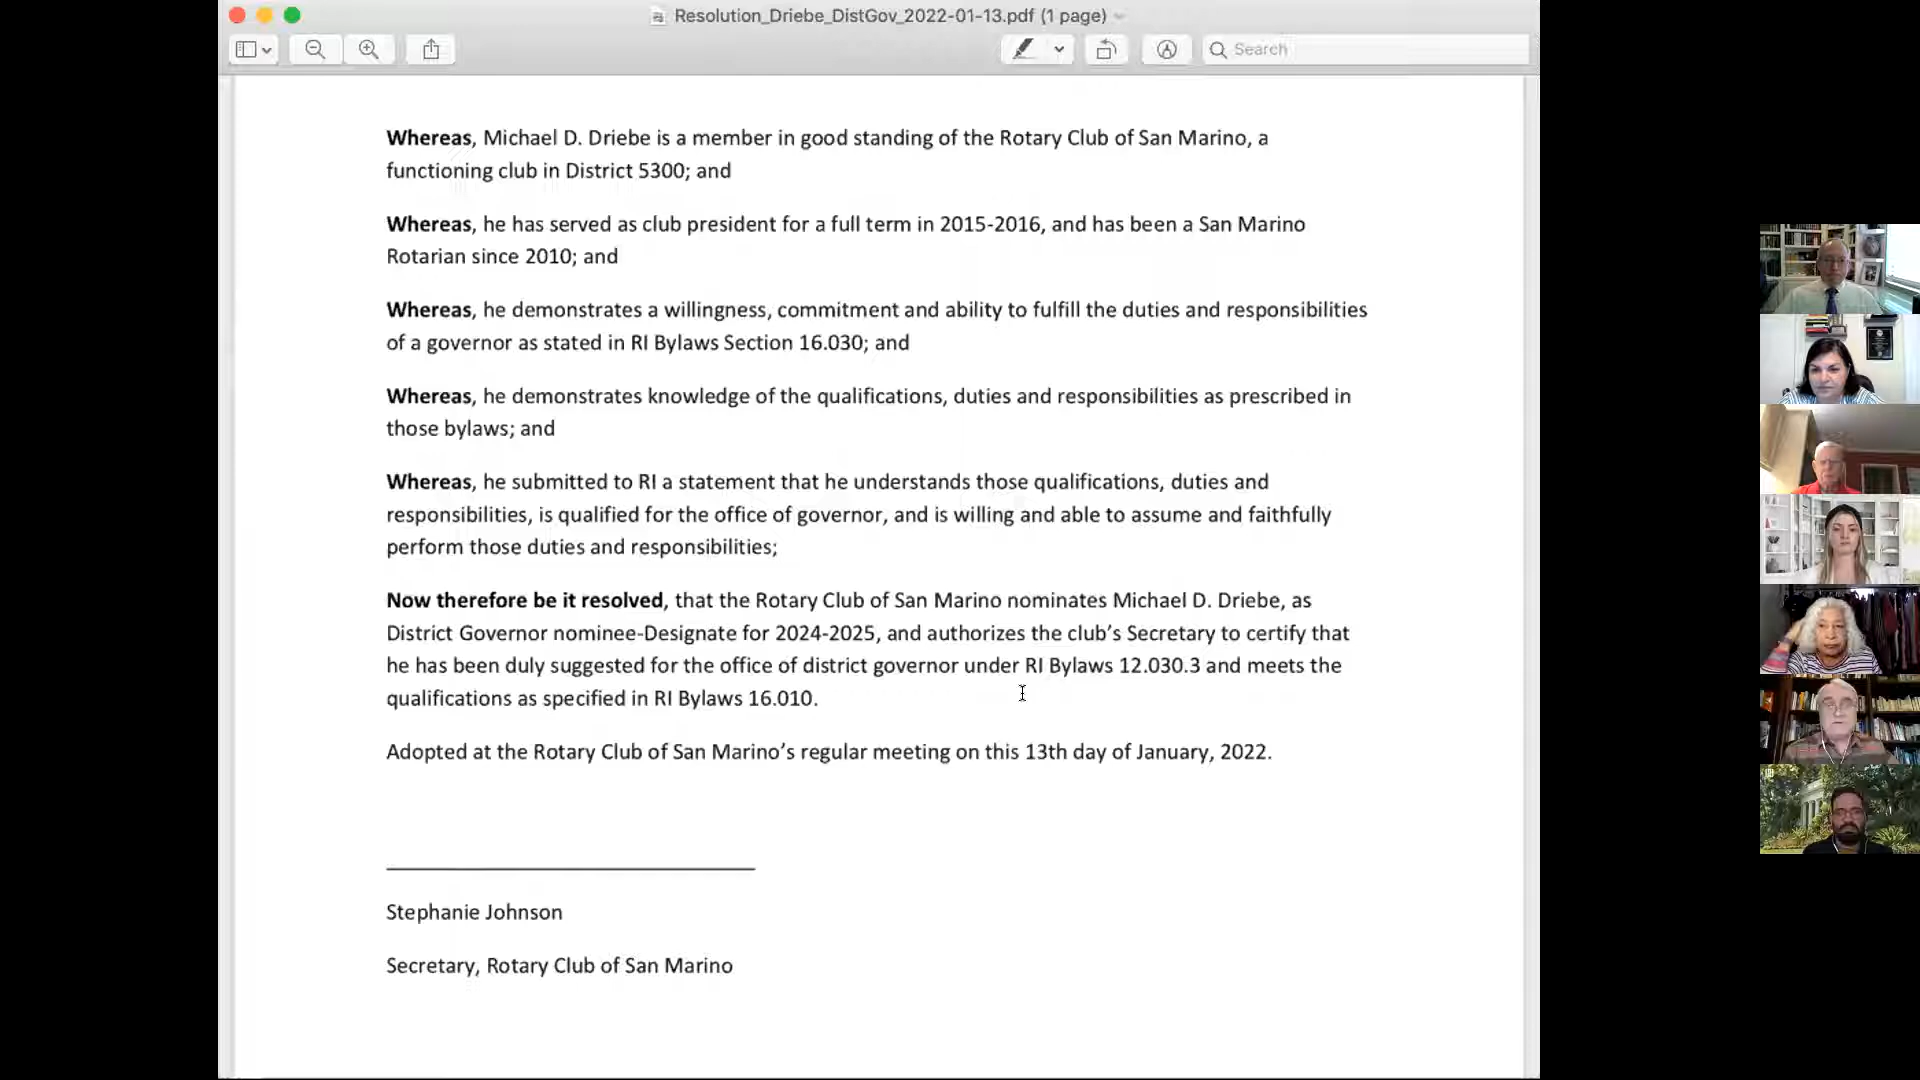 Resolution_Driebe_DistGov_2022-01-13.pdf (1 page)
Search
Whereas, Michael D. Driebe is a member in good standing of the Rotary Club of San Marino, a
functioning club in District 5300; and
Whereas, he has served as club president for a full term in 2015-2016, and has been a San Marino
Rotarian since 2010; and
Whereas, he demonstrates a willingness, commitment and ability to fulfill the duties and responsibilities
of a governor as stated in RI Bylaws Section 16.030; and
Whereas, he demonstrates knowledge of the qualifications, duties and responsibilities as prescribed in
those bylaws; and
Whereas, he submitted to RI a statement that he understands those qualifications, duties and
responsibilities, is qualified for the office of governor, and is willing and able to assume and faithfully
perform those duties and responsibilities;
Now therefore be it resolved, that the Rotary Club of San Marino nominates Michael D. Driebe, as
District Governor nominee-Designate for 2024-2025, and authorizes the club’s Secretary to certify that
he has been duly suggested for the office of district governor under RI Bylaws 12.030.3 and meets the
qualifications as specified in RI Bylaws 16.010.
Adopted at the Rotary Club of San Marino’s regular meeting on this 13th day of January, 2022.
Stephanie Johnson
Secretary, Rotary Club of San Marino